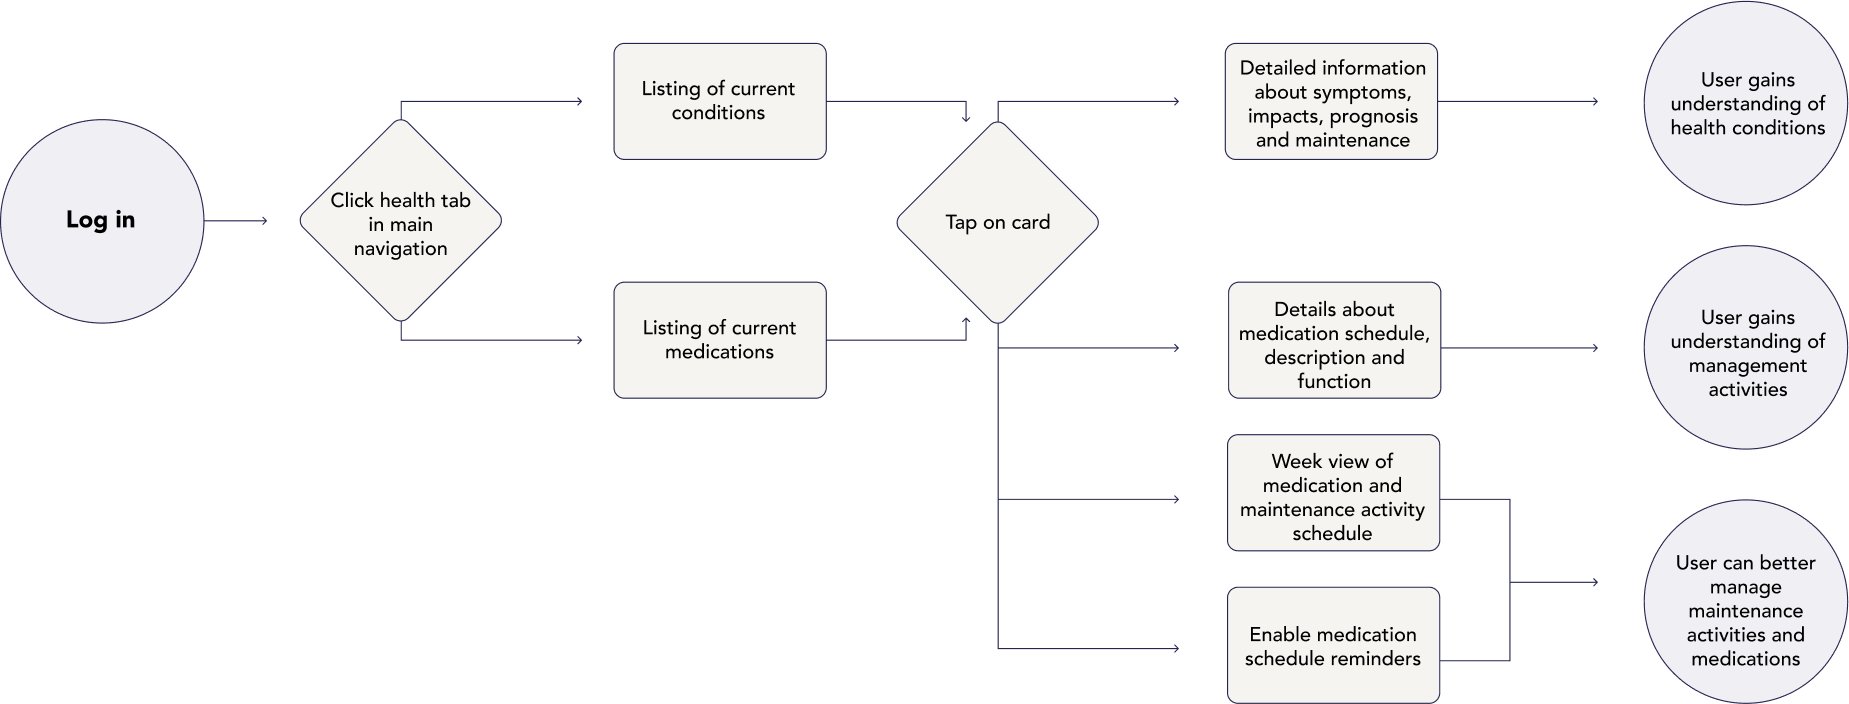 Log in
Click health tab
in main
navigation
Listing of current
conditions
Listing of current
medications
Tap on card
Detailed information
about symptoms,
impacts, prognosis
and maintenance
Details about
medication schedule,
description and
function
Week view of
medication and
maintenance activity
schedule
Enable medication
schedule reminders
User gains
understanding of
health conditions
User gains
understanding of
management
activities
User can better
manage
maintenance
activities and
medications